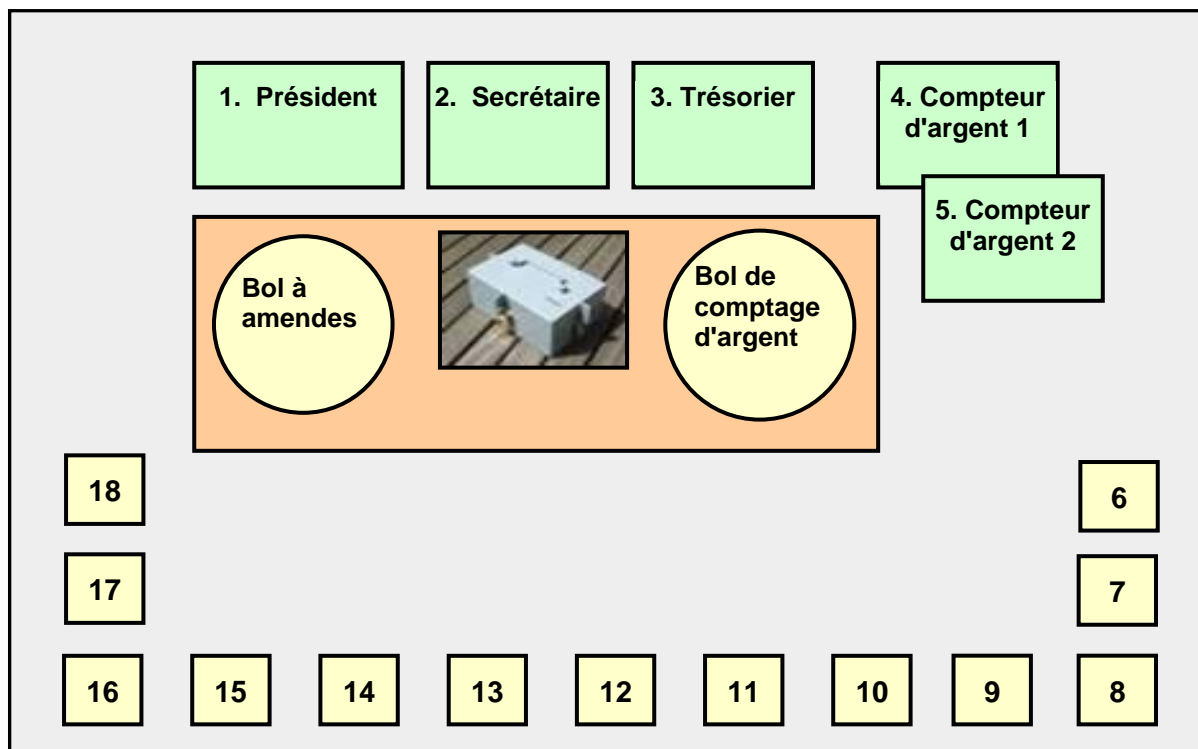 1. Président
2. Secrétaire
3. Trésorier
4. Compteur
d'argent 1
5. Compteur
d'argent 2
Bol à
amendes
Bol de
comptage
d'argent
18
6
17
7
16
15
14
13
12
11
10
9
8